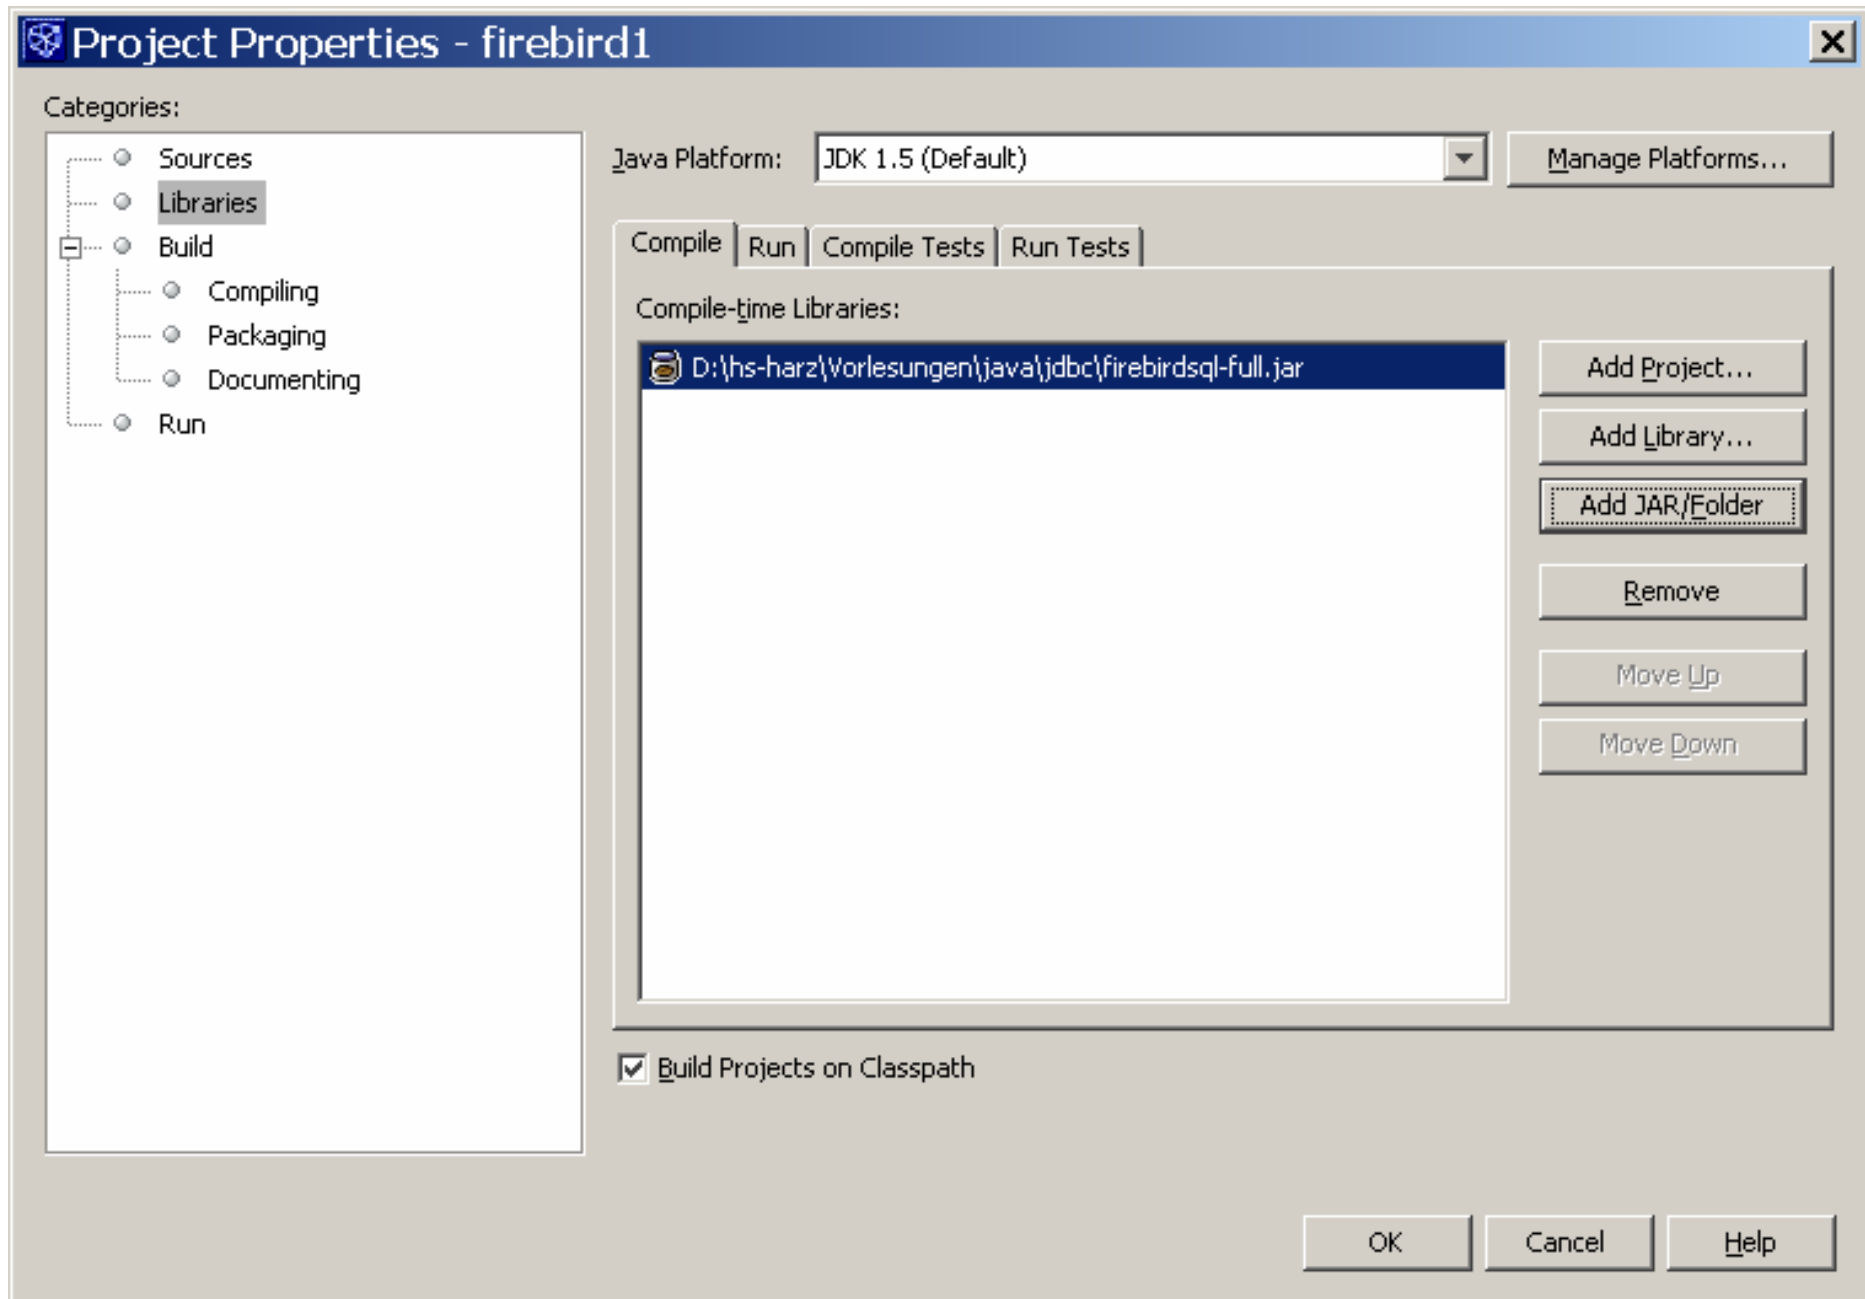 Project Properties - firebird1
Categories:
Sources
Libraries
Build
Compiling
Packaging
Documenting
Run
Java Platform:
JDK 1.5 (Default)
Manage Platforms...
Compile
Run
Compile Tests
Run Tests
Compile-time Libraries:
D:\hs-harz\Vorlesungen\java\jdbc\firebirdsql-full.jar
Add Project...
Add Library...
Add JAR/Folder
Remove
Move Up
Move Down
Build Projects on Classpath
OK
Cancel
Help